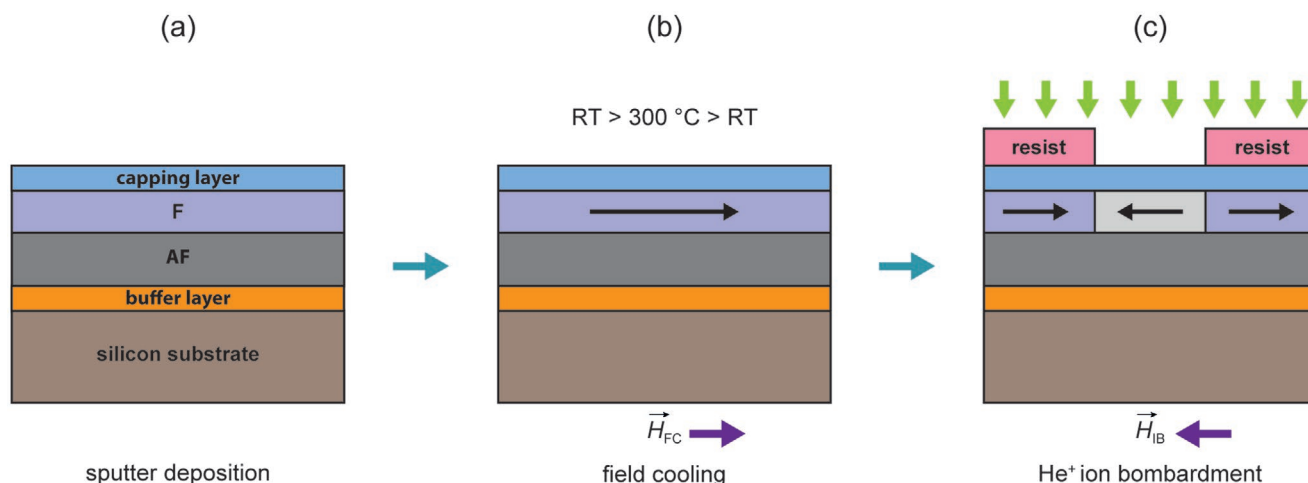 (a)
(b)
(c)
RT > 300 °C > RT
resist
resist
capping layer
F
AF
buffer layer
silicon substrate
H⃗FC
H⃗IB
sputter deposition
field cooling
He⁺ ion bombardment